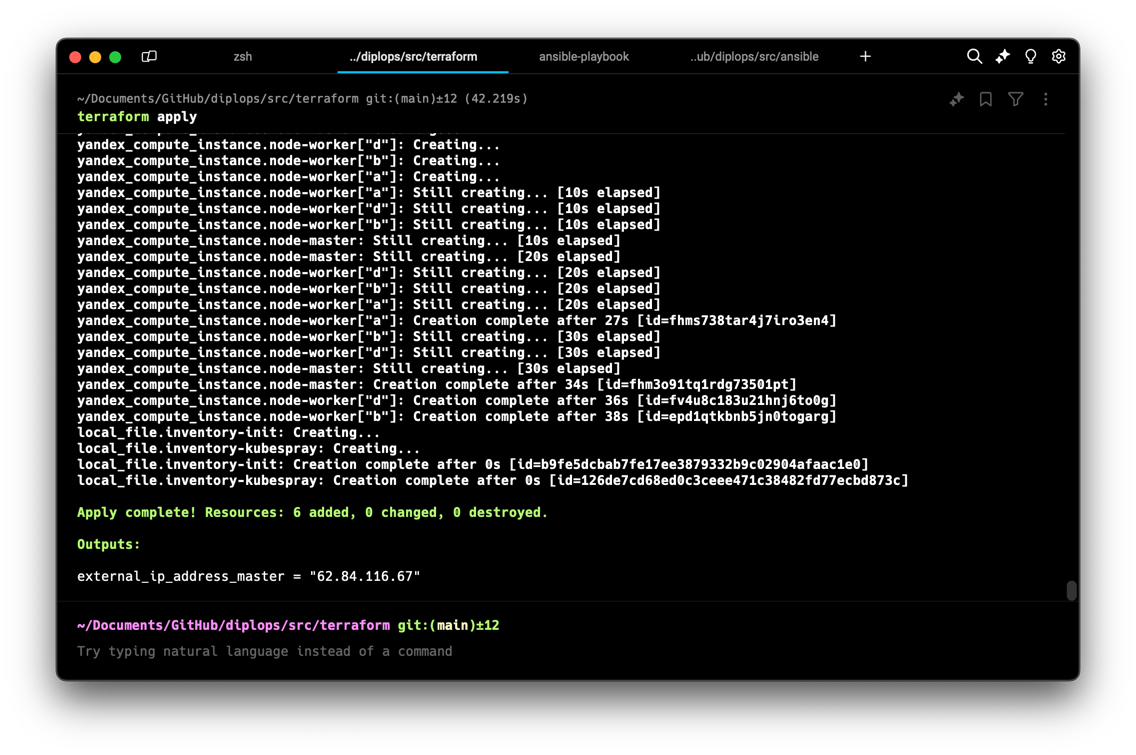 zsh
../diplops/src/terraform
ansible-playbook
..ub/diplops/src/ansible
~/Documents/GitHub/diplops/src/terraform git:(main)±12 (42.219s)
terraform apply
yandex_compute_instance.node-worker["d"]: Creating...
yandex_compute_instance.node-worker["b"]: Creating...
yandex_compute_instance.node-worker["a"]: Creating...
yandex_compute_instance.node-worker["a"]: Still creating... [10s elapsed]
yandex_compute_instance.node-worker["d"]: Still creating... [10s elapsed]
yandex_compute_instance.node-worker["b"]: Still creating... [10s elapsed]
yandex_compute_instance.node-master: Still creating... [10s elapsed]
yandex_compute_instance.node-master: Still creating... [20s elapsed]
yandex_compute_instance.node-worker["d"]: Still creating... [20s elapsed]
yandex_compute_instance.node-worker["b"]: Still creating... [20s elapsed]
yandex_compute_instance.node-worker["a"]: Still creating... [20s elapsed]
yandex_compute_instance.node-worker["a"]: Creation complete after 27s [id=fhms738tar4j7iro3en4]
yandex_compute_instance.node-worker["b"]: Still creating... [30s elapsed]
yandex_compute_instance.node-worker["d"]: Still creating... [30s elapsed]
yandex_compute_instance.node-master: Still creating... [30s elapsed]
yandex_compute_instance.node-master: Creation complete after 34s [id=fhm3o91tq1rdg73501pt]
yandex_compute_instance.node-worker["d"]: Creation complete after 36s [id=fv4u8c183u21hnj6to0g]
yandex_compute_instance.node-worker["b"]: Creation complete after 38s [id=epd1qtkbnb5jn0togarg]
local_file.inventory-init: Creating...
local_file.inventory-kubespray: Creating...
local_file.inventory-init: Creation complete after 0s [id=b9fe5dcbab7fe17ee3879332b9c02904afaac1e0]
local_file.inventory-kubespray: Creation complete after 0s [id=126de7cd68ed0c3ceee471c38482fd77ecbd873c]
Apply complete! Resources: 6 added, 0 changed, 0 destroyed.
Outputs:
external_ip_address_master = "62.84.116.67"
~/Documents/GitHub/diplops/src/terraform git:(main)±12
Try typing natural language instead of a command